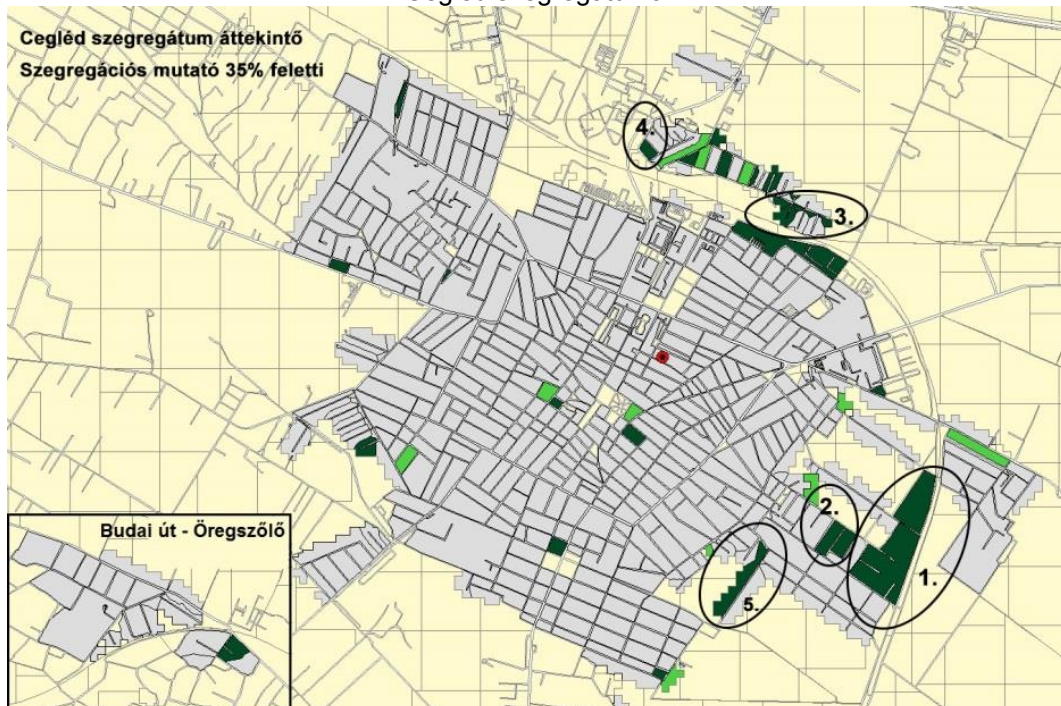 Cegléd szegregátum áttekintő
Szegregációs mutató 35% feletti
4.
3.
2.
1.
5.
Budai út - Öregszőlő